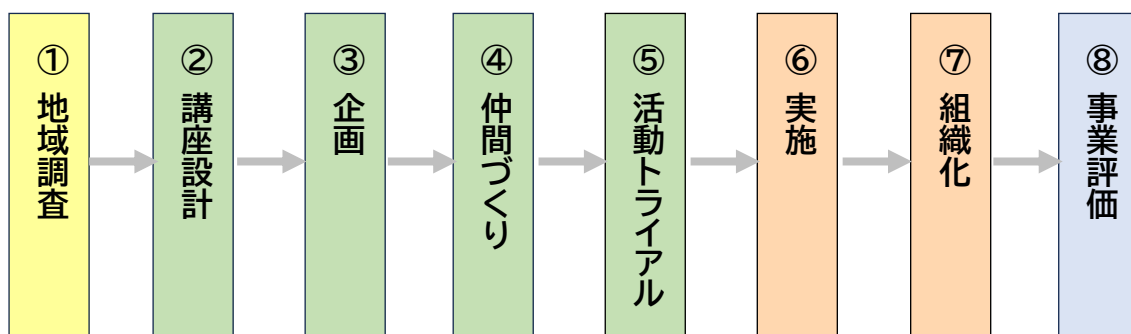 ①地域調査
②講座設計
③企画
④仲間づくり
⑤活動トライアル
⑥実施
⑦組織化
⑧事業評価